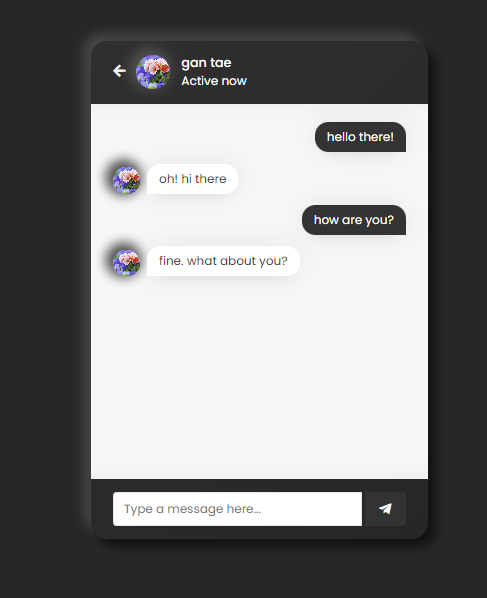 gan tae
Active now
hello there!
oh! hi there
how are you?
fine. what about you?
Type a message here...